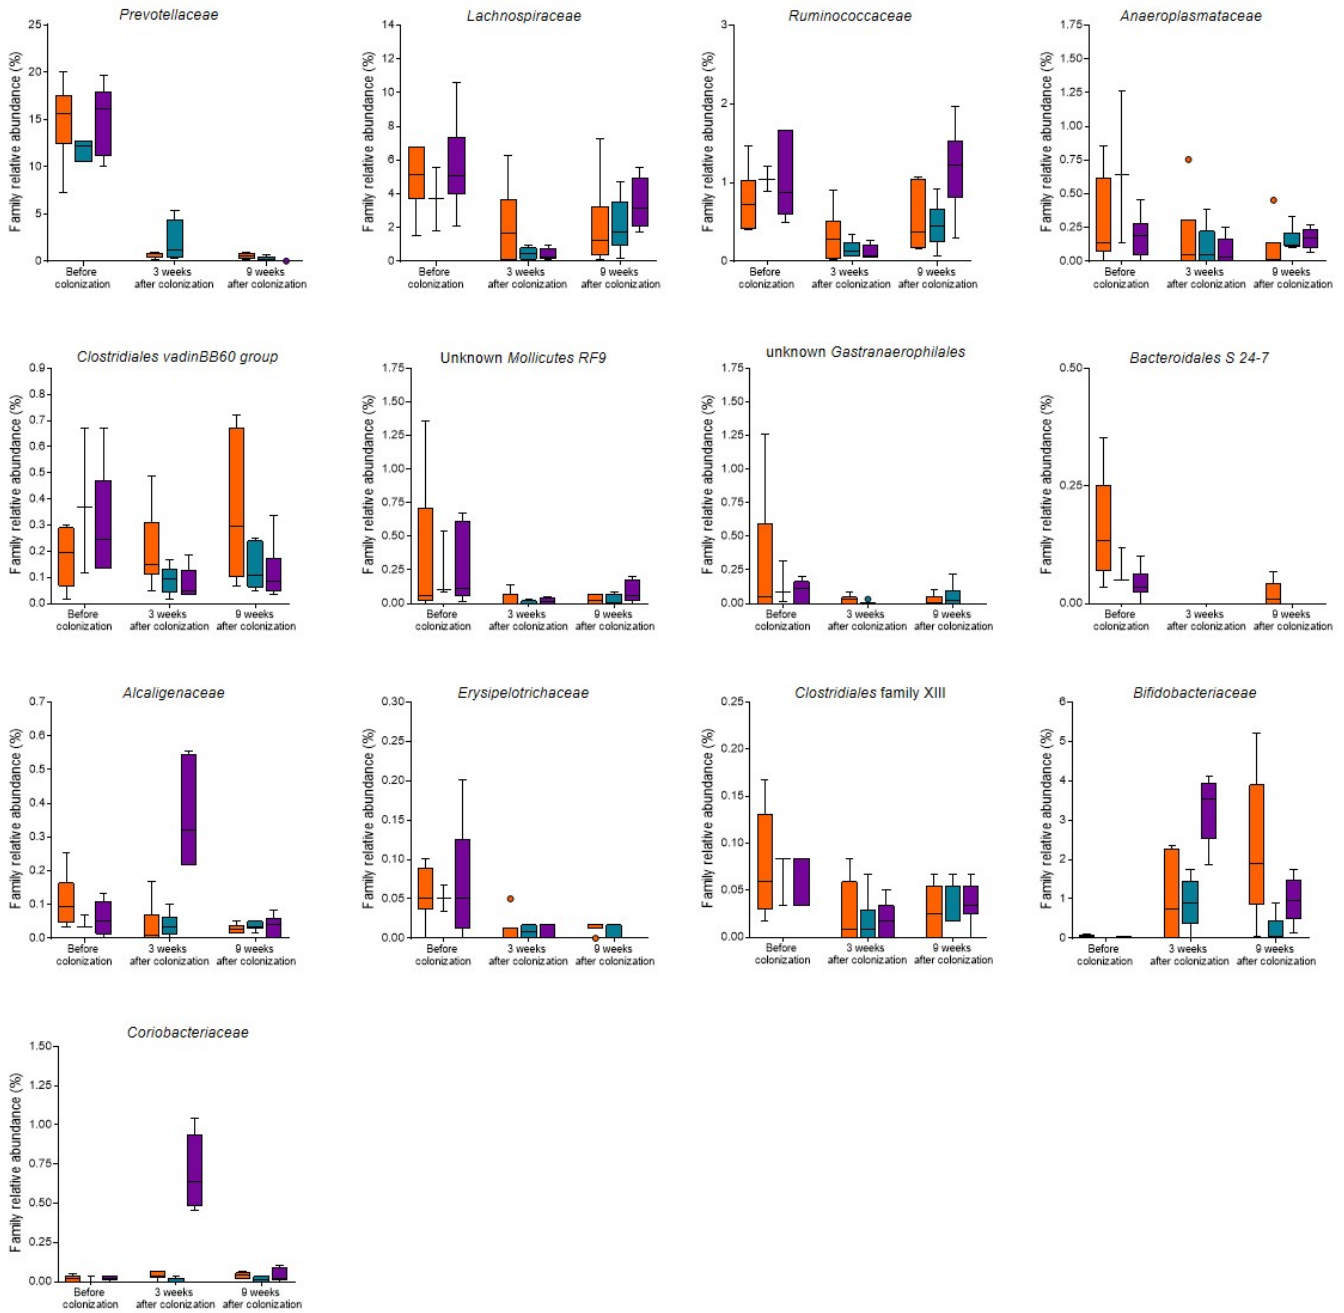 Prevotellaceae
Family relative abundance (%)
25
20
15
10
5
0
Before
colonization
3 weeks
after colonization
9 weeks
after colonization
Lachnospiraceae
Family relative abundance (%)
14
12
10
8
6
4
2
0
Before
colonization
3 weeks
after colonization
9 weeks
after colonization
Ruminococcaceae
Family relative abundance (%)
3
2
1
0
Before
colonization
3 weeks
after colonization
9 weeks
after colonization
Anaeroplasmataceae
Family relative abundance (%)
1.75
1.50
1.25
1.00
0.75
0.50
0.25
0.00
Before
colonization
3 weeks
after colonization
9 weeks
after colonization
Clostridiales vadinBB60 group
Family relative abundance (%)
0.9
0.8
0.7
0.6
0.5
0.4
0.3
0.2
0.1
0.0
Before
colonization
3 weeks
after colonization
9 weeks
after colonization
Unknown Mollicutes RF9
Family relative abundance (%)
1.75
1.50
1.25
1.00
0.75
0.50
0.25
0.00
Before
colonization
3 weeks
after colonization
9 weeks
after colonization
unknown Gastranaerophilales
Family relative abundance (%)
1.75
1.50
1.25
1.00
0.75
0.50
0.25
0.00
Before
colonization
3 weeks
after colonization
9 weeks
after colonization
Bacteroidales S 24-7
Family relative abundance (%)
0.50
0.25
0.00
Before
colonization
3 weeks
after colonization
9 weeks
after colonization
Alcaligenaceae
Family relative abundance (%)
0.7
0.6
0.5
0.4
0.3
0.2
0.1
0.0
Before
colonization
3 weeks
after colonization
9 weeks
after colonization
Erysipelotrichaceae
Family relative abundance (%)
0.30
0.25
0.20
0.15
0.10
0.05
0.00
Before
colonization
3 weeks
after colonization
9 weeks
after colonization
Clostridiales family XIII
Family relative abundance (%)
0.25
0.20
0.15
0.10
0.05
0.00
Before
colonization
3 weeks
after colonization
9 weeks
after colonization
Bifidobacteriaceae
Family relative abundance (%)
6
5
4
3
2
1
0
Before
colonization
3 weeks
after colonization
9 weeks
after colonization
Coriobacteriaceae
Family relative abundance (%)
1.50
1.25
1.00
0.75
0.50
0.25
0.00
Before
colonization
3 weeks
after colonization
9 weeks
after colonization